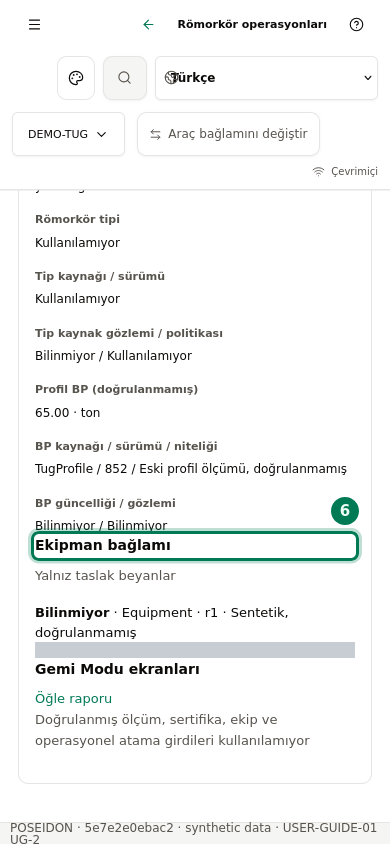 Römorkör operasyonları
Türkçe
DEMO-TUG
Araç bağlamını değiştir
Çevrimiçi
Römorkör tipi
Kullanılamıyor
Tip kaynağı / sürümü
Kullanılamıyor
Tip kaynak gözlemi / politikası
Bilinmiyor / Kullanılamıyor
Profil BP (doğrulanmamış)
65.00 · ton
BP kaynağı / sürümü / niteliği
TugProfile / 852 / Eski profil ölçümü, doğrulanmamış
BP güncelliği / gözlemi
6
Bilinmiyor / Bilinmiyor
Ekipman bağlamı
Yalnız taslak beyanlar
Bilinmiyor · Equipment · r1 · Sentetik,
doğrulanmamış
Gemi Modu ekranları
Öğle raporu
Doğrulanmış ölçüm, sertifika, ekip ve
operasyonel atama girdileri kullanılamıyor
POSEIDON · 5e7e2e0ebac2 · synthetic data · USER-GUIDE-01
UG-2